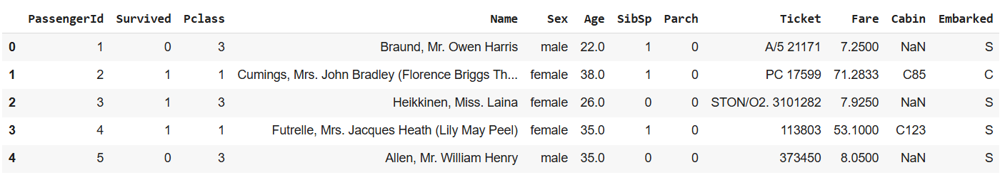 PassengerId Survived Pclass Name Sex Age SibSp Parch Ticket Fare Cabin Embarked
0 1 0 3 Braund, Mr. Owen Harris male 22.0 1 0 A/5 21171 7.2500 NaN S
1 2 1 1 Cumings, Mrs. John Bradley (Florence Briggs Th... female 38.0 1 0 PC 17599 71.2833 C85 C
2 3 1 3 Heikkinen, Miss. Laina female 26.0 0 0 STON/O2. 3101282 7.9250 NaN S
3 4 1 1 Futrelle, Mrs. Jacques Heath (Lily May Peel) female 35.0 1 0 113803 53.1000 C123 S
4 5 0 3 Allen, Mr. William Henry male 35.0 0 0 373450 8.0500 NaN S